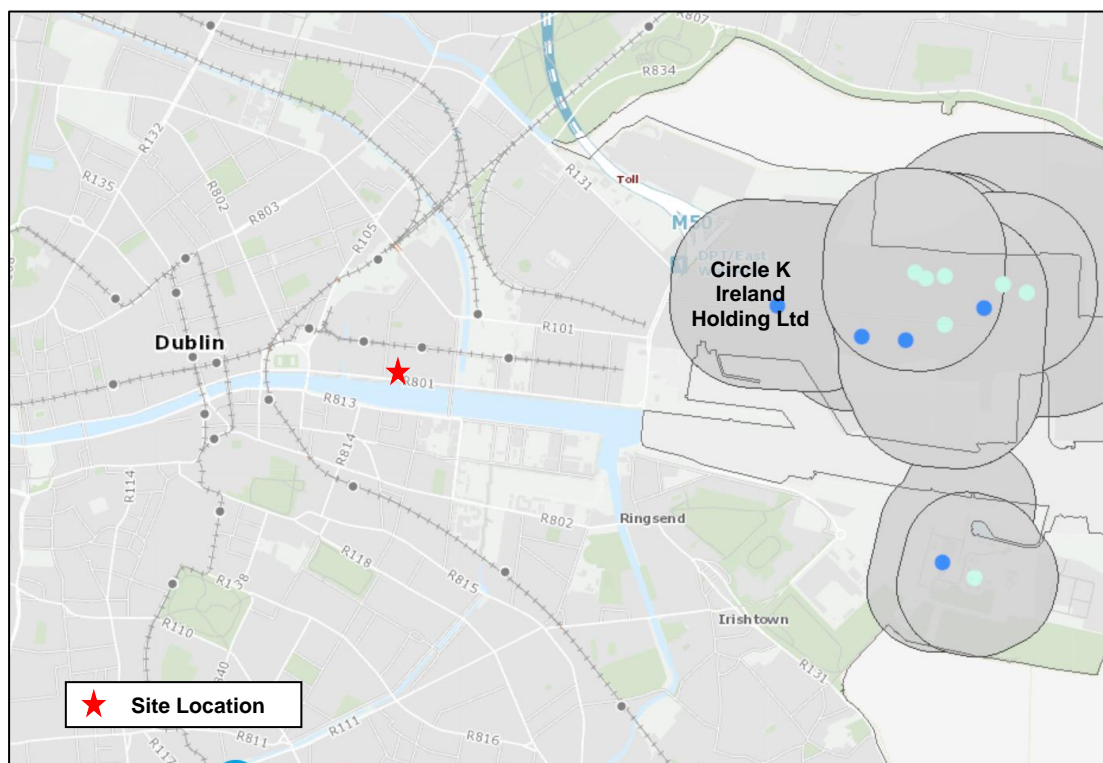 R807
R834
R132
R131
R135
R802
Toll
R803
M50
R105
Circle K
Ireland
Holding Ltd
R101
Dublin
R801
R813
R814
R114
R802
Ringsend
R118
R815
R138
R110
Irishtown
R131
Site Location
R111
R811
R816
R117